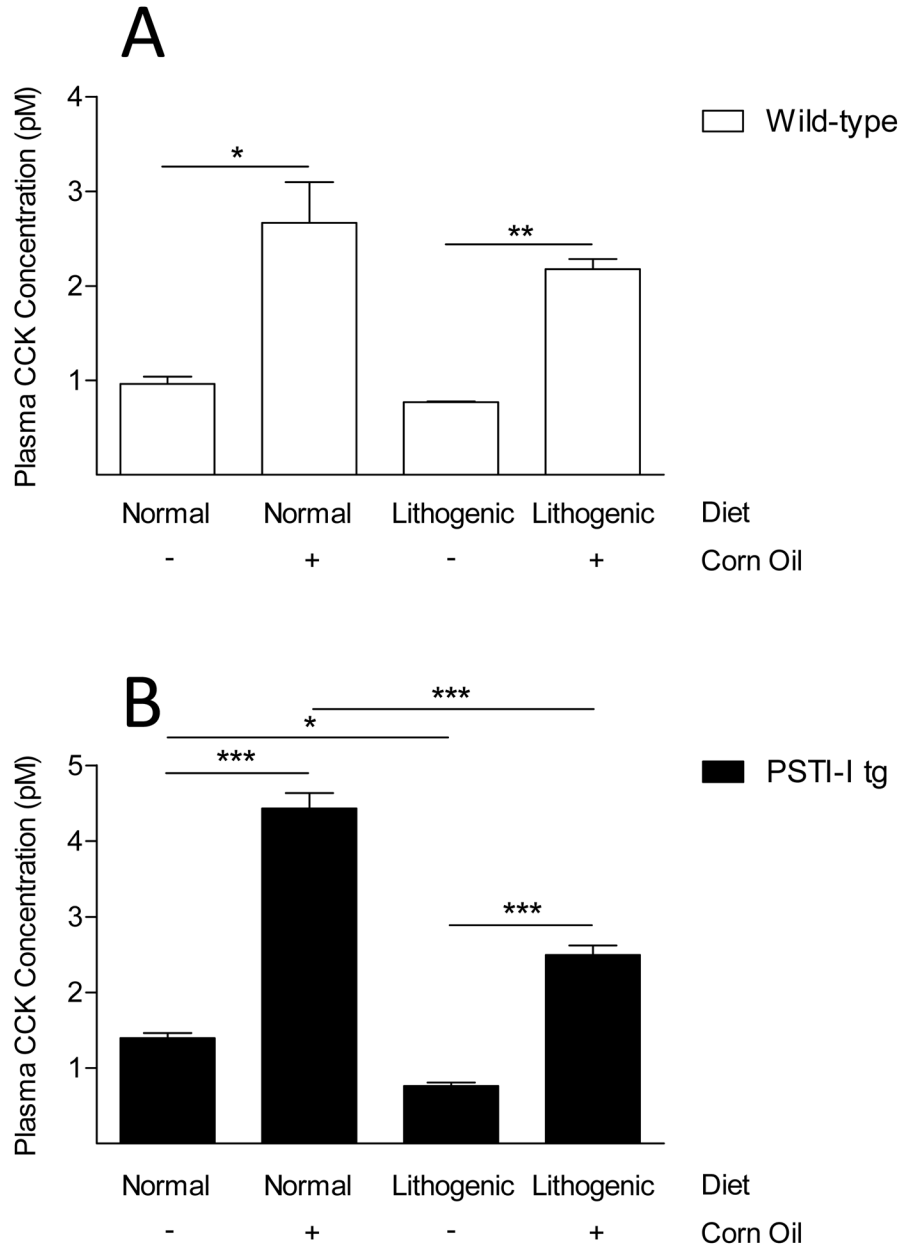 A
Plasma CCK Concentration (pM)
4
3
2
1
*
**
Wild-type
Normal Normal Lithogenic Lithogenic Diet
- + - + Corn Oil
B
Plasma CCK Concentration (pM)
***
*
***
5
4
3
2
1
***
PSTI-I tg
Normal Normal Lithogenic Lithogenic Diet
- + - + Corn Oil